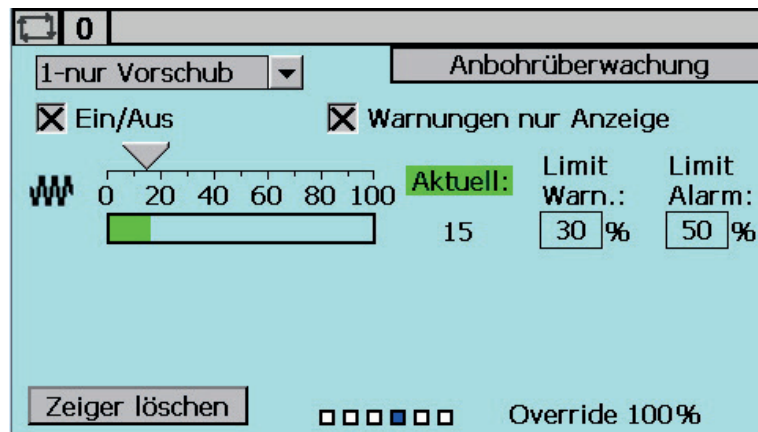 0
1-nur Vorschub
Anbohrüberwachung
Ein/Aus
Warnungen nur Anzeige
0 20 40 60 80 100
Aktuell:
15
Limit
Warn.:
30 %
Limit
Alarm:
50 %
Zeiger löschen
Override 100%